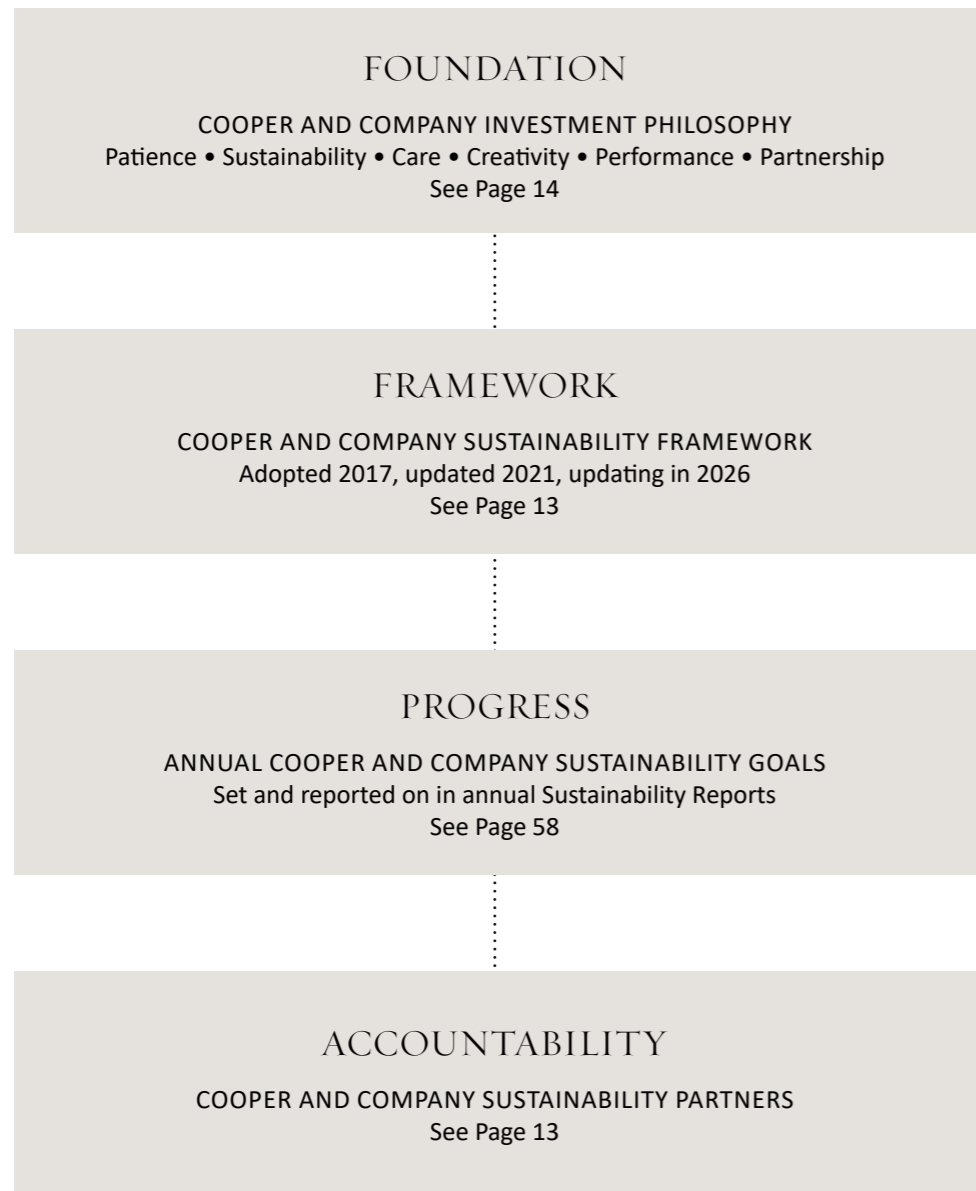 FOUNDATION
COOPER AND COMPANY INVESTMENT PHILOSOPHY
Patience • Sustainability • Care • Creativity • Performance • Partnership
See Page 14
FRAMEWORK
COOPER AND COMPANY SUSTAINABILITY FRAMEWORK
Adopted 2017, updated 2021, updating in 2026
See Page 13
PROGRESS
ANNUAL COOPER AND COMPANY SUSTAINABILITY GOALS
Set and reported on in annual Sustainability Reports
See Page 58
ACCOUNTABILITY
COOPER AND COMPANY SUSTAINABILITY PARTNERS
See Page 13